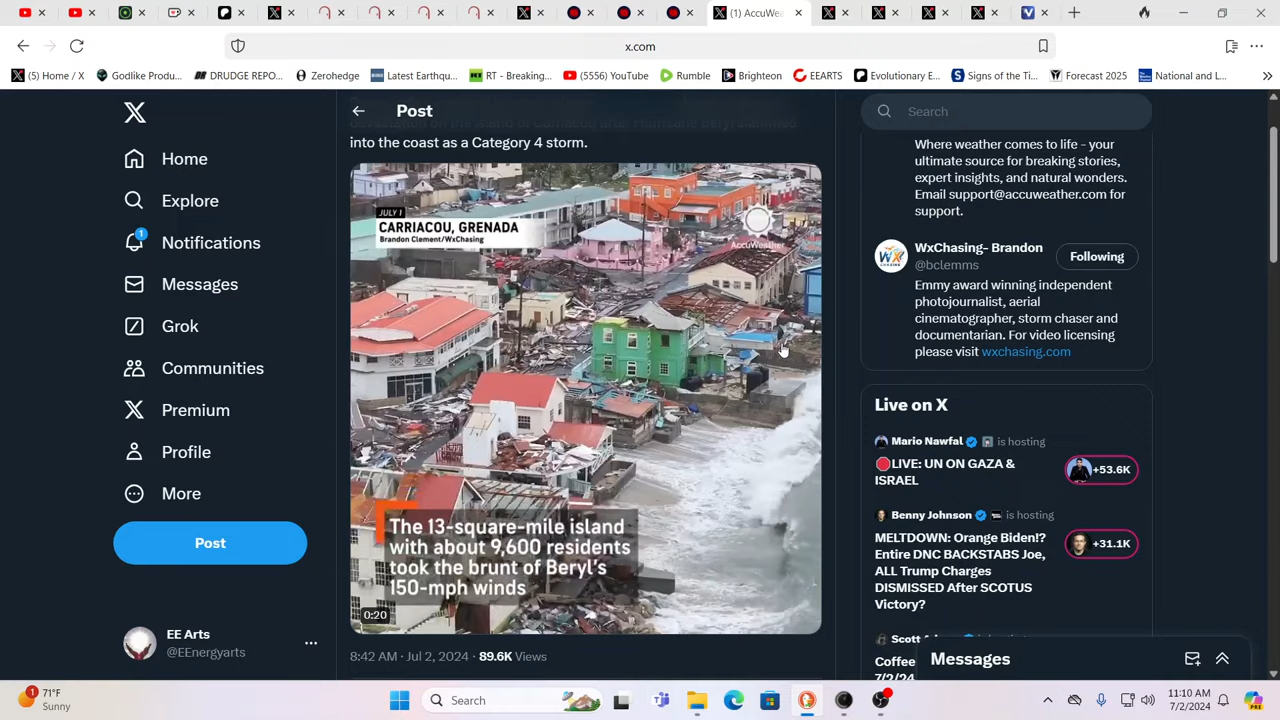 (1) AccuWea
x.com
(5) Home / X
Godlike Produ...
DRUDGE REPO...
Zerohedge
Latest Earthqu...
RT - Breaking...
(5556) YouTube
Rumble
Brighteon
EEARTS
Evolutionary E...
Signs of the Ti...
Forecast 2025
National and L...
Post
into the coast as a Category 4 storm.
Home
Explore
1
Notifications
Messages
Grok
Communities
Premium
Profile
More
Post
EE Arts
@EEnergyarts
JULY 1
CARRIACOU, GRENADA
Brandon Clement/WxChasing
AccuWeather
The 13-square-mile island
with about 9,600 residents
took the brunt of Beryl's
150-mph winds
0:20
8:42 AM · Jul 2, 2024 · 89.6K Views
Search
Where weather comes to life - your
ultimate source for breaking stories,
expert insights, and natural wonders.
Email support@accuweather.com for
support.
WxChasing- Brandon
@bclemms
Following
Emmy award winning independent
photojournalist, aerial
cinematographer, storm chaser and
documentarian. For video licensing
please visit wxchasing.com
Live on X
Mario Nawfal is hosting
LIVE: UN ON GAZA &
ISRAEL
+53.6K
Benny Johnson is hosting
MELTDOWN: Orange Biden!?
Entire DNC BACKSTABS Joe,
ALL Trump Charges
DISMISSED After SCOTUS
Victory?
+31.1K
Coffee
7/2/24
Messages
1
71°F
Sunny
Search
11:10 AM
7/2/2024